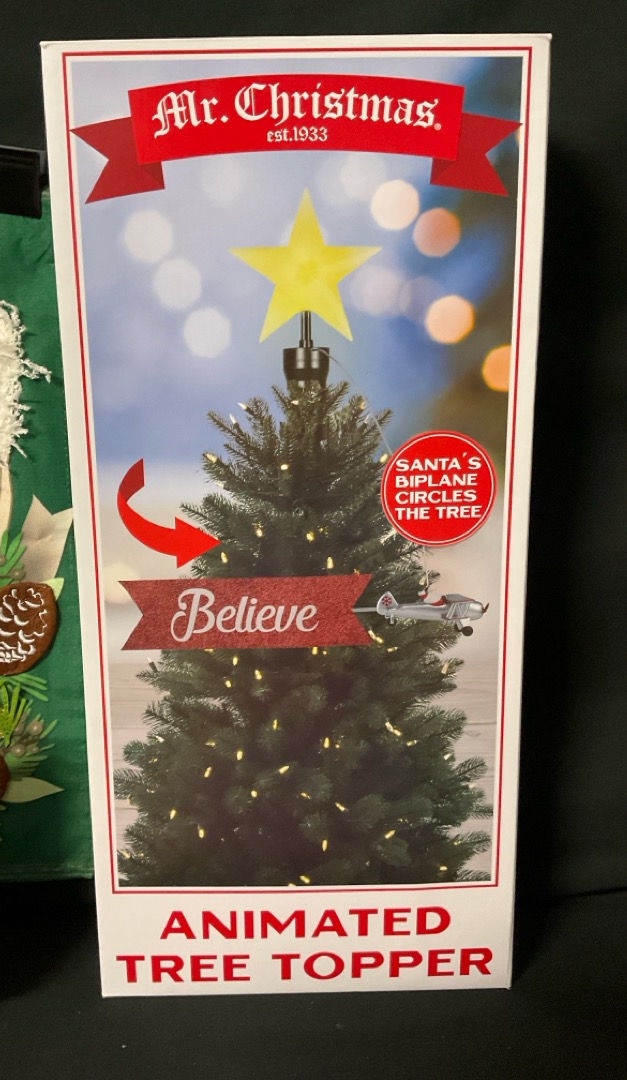 Mr. Christmas®
est.1933
SANTA'S
BIPLANE
CIRCLES
THE TREE
Believe
ANIMATED
TREE TOPPER